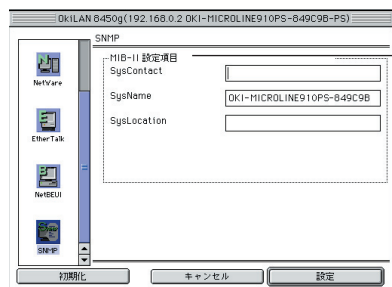 OkiLAN 8450g(192.168.0.2 OKI-MICROLINE910PS-849C9B-PS)
SNMP
MIB-II 設定項目
SysContact
SysName
OKI-MICROLINE910PS-849C9B
SysLocation
NetWare
EtherTalk
NetBEUI
SNMP
初期化
キャンセル
設定